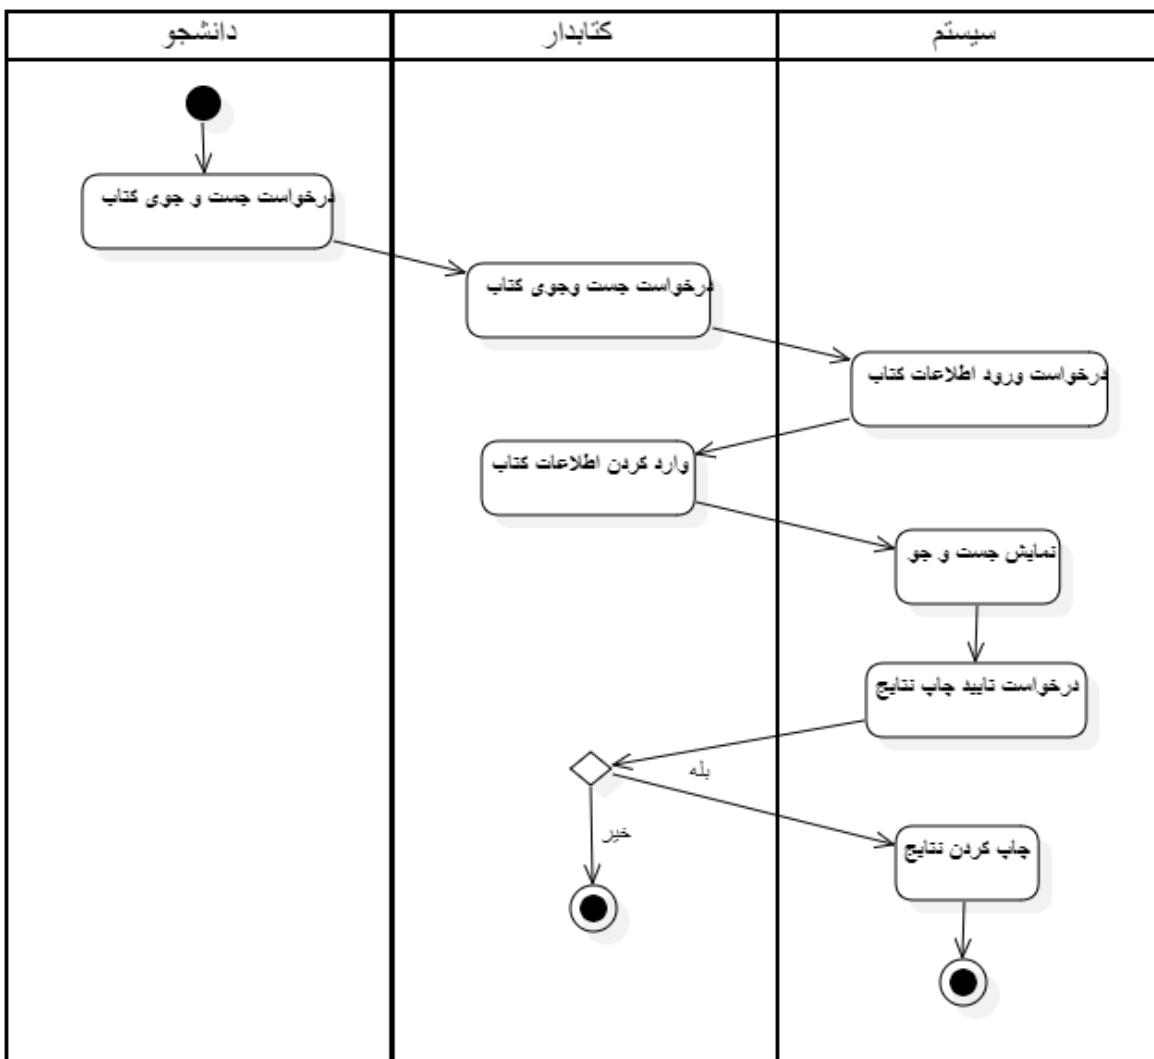 دانشجو
کتابدار
سیستم
درخواست جست و جوی کتاب
درخواست جست وجوی کتاب
درخواست ورود اطلاعات کتاب
وارد کردن اطلاعات کتاب
نمایش جست و جو
درخواست تایید چاپ نتایج
بله
خیر
چاپ کردن نتایج